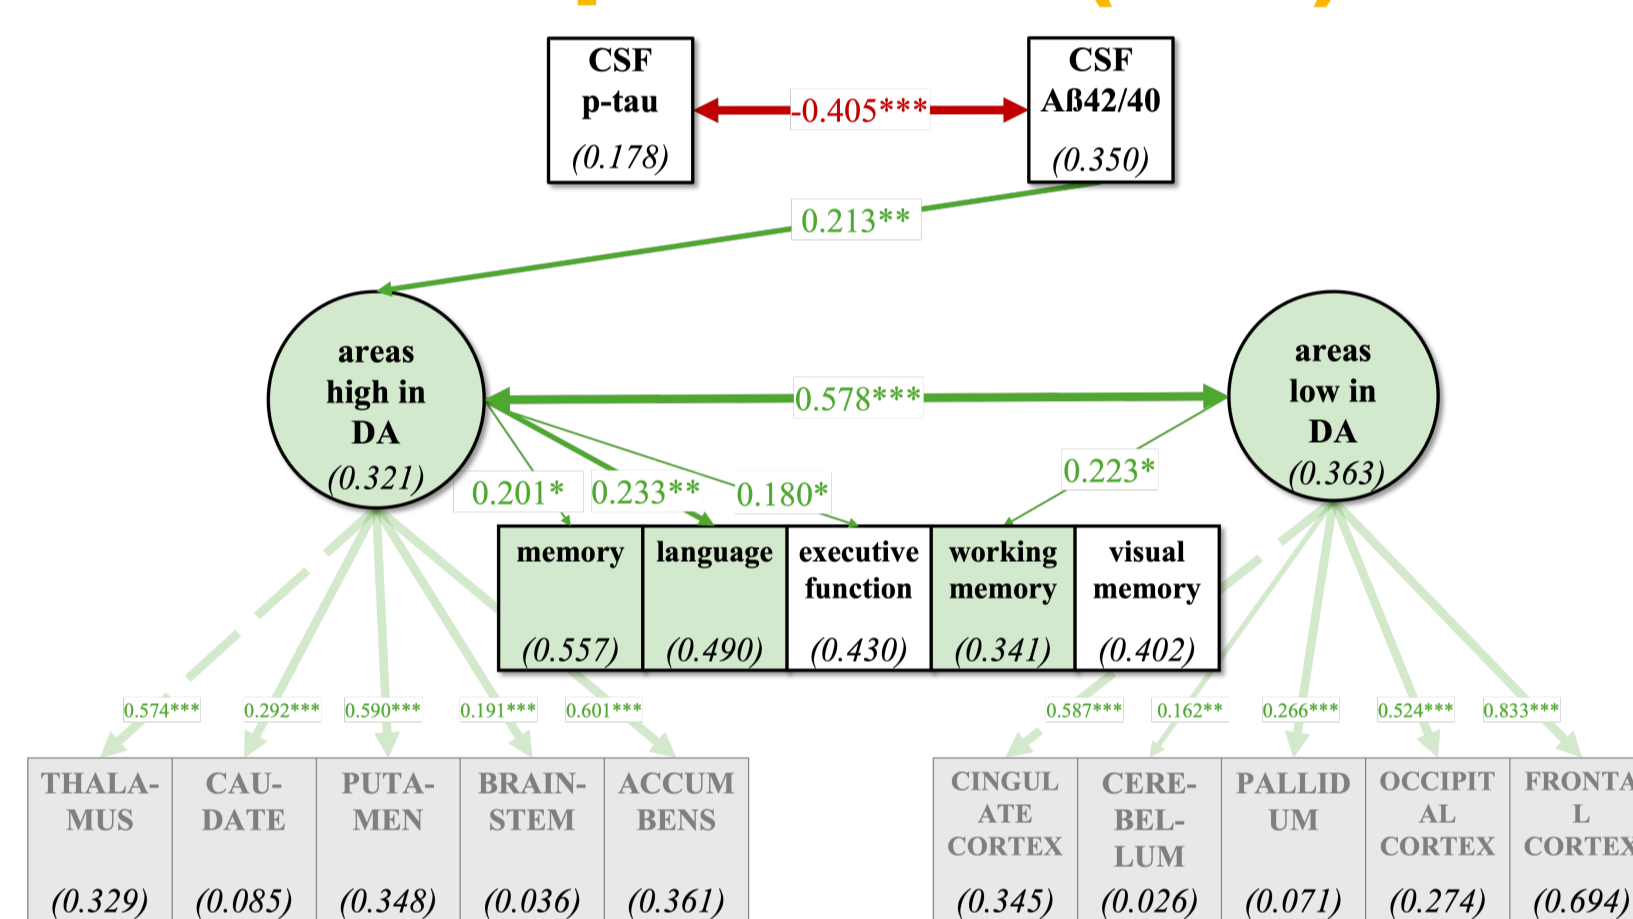 CSF
p-tau
(0.178)
-0.405***
CSF
Aß42/40
(0.350)
0.213**
areas
high in
DA
(0.321)
0.578***
areas
low in
DA
(0.363)
0.201*
0.233**
0.180*
0.223*
memory
(0.557)
language
(0.490)
executive
function
(0.430)
working
memory
(0.341)
visual
memory
(0.402)
0.574***
0.292***
0.590***
0.191***
0.601***
0.587***
0.162**
0.266***
0.524***
0.833***
THALA-
MUS
(0.329)
CAU-
DATE
(0.085)
PUTA-
MEN
(0.348)
BRAIN-
STEM
(0.036)
ACCUM
BENS
(0.361)
CINGUL
ATE
CORTEX
(0.345)
CERE-
BEL-
LUM
(0.026)
PALLID
UM
(0.071)
OCCIPIT
AL
CORTEX
(0.274)
FRONTA
L
CORTEX
(0.694)